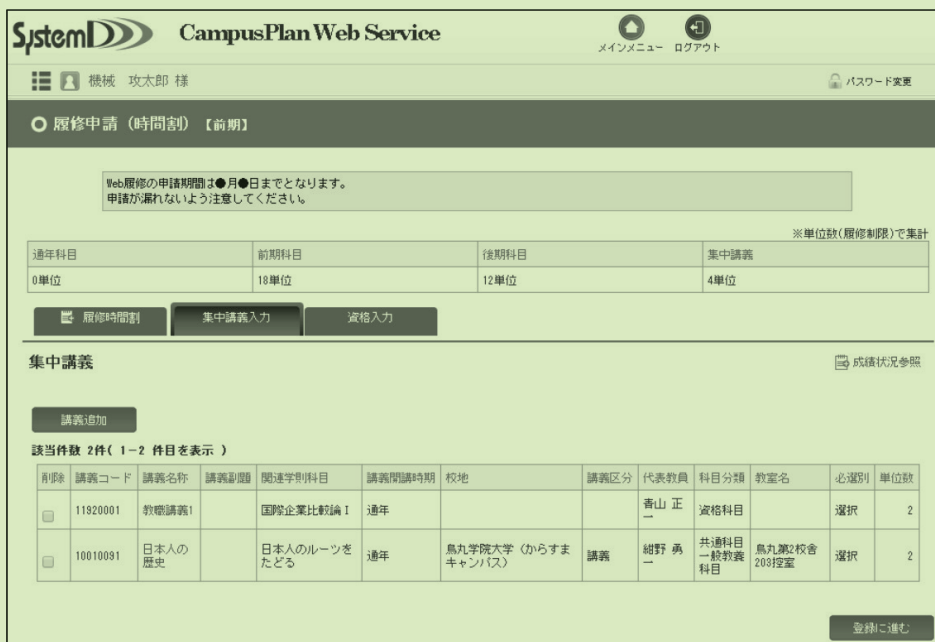 SystemD CampusPlan Web Service
メインメニュー ログアウト
機械 攻太郎 様 パスワード変更
履修申請（時間割）【前期】
Web履修の申請期間は●月●日までとなります。
申請が漏れないよう注意してください。
※単位数(履修制限)で集計
通年科目 前期科目 後期科目 集中講義
0単位 18単位 12単位 4単位
履修時間割 集中講義入力 資格入力
集中講義 成績状況参照
講義追加
該当件数 2件( 1-2 件目を表示 )
削除 講義コード 講義名称 講義副題 関連学則科目 講義開講時期 校地 講義区分 代表教員 科目分類 教室名 必選別 単位数
11920001 教職講義1 国際企業比較論Ⅰ 通年 青山 正一 資格科目 選択 2
10010091 日本人の歴史 日本人のルーツをたどる 通年 烏丸学院大学（からすまキャンパス） 講義 紺野 勇一 共通科目一般教養科目 烏丸第2校舎203控室 選択 2
登録に進む